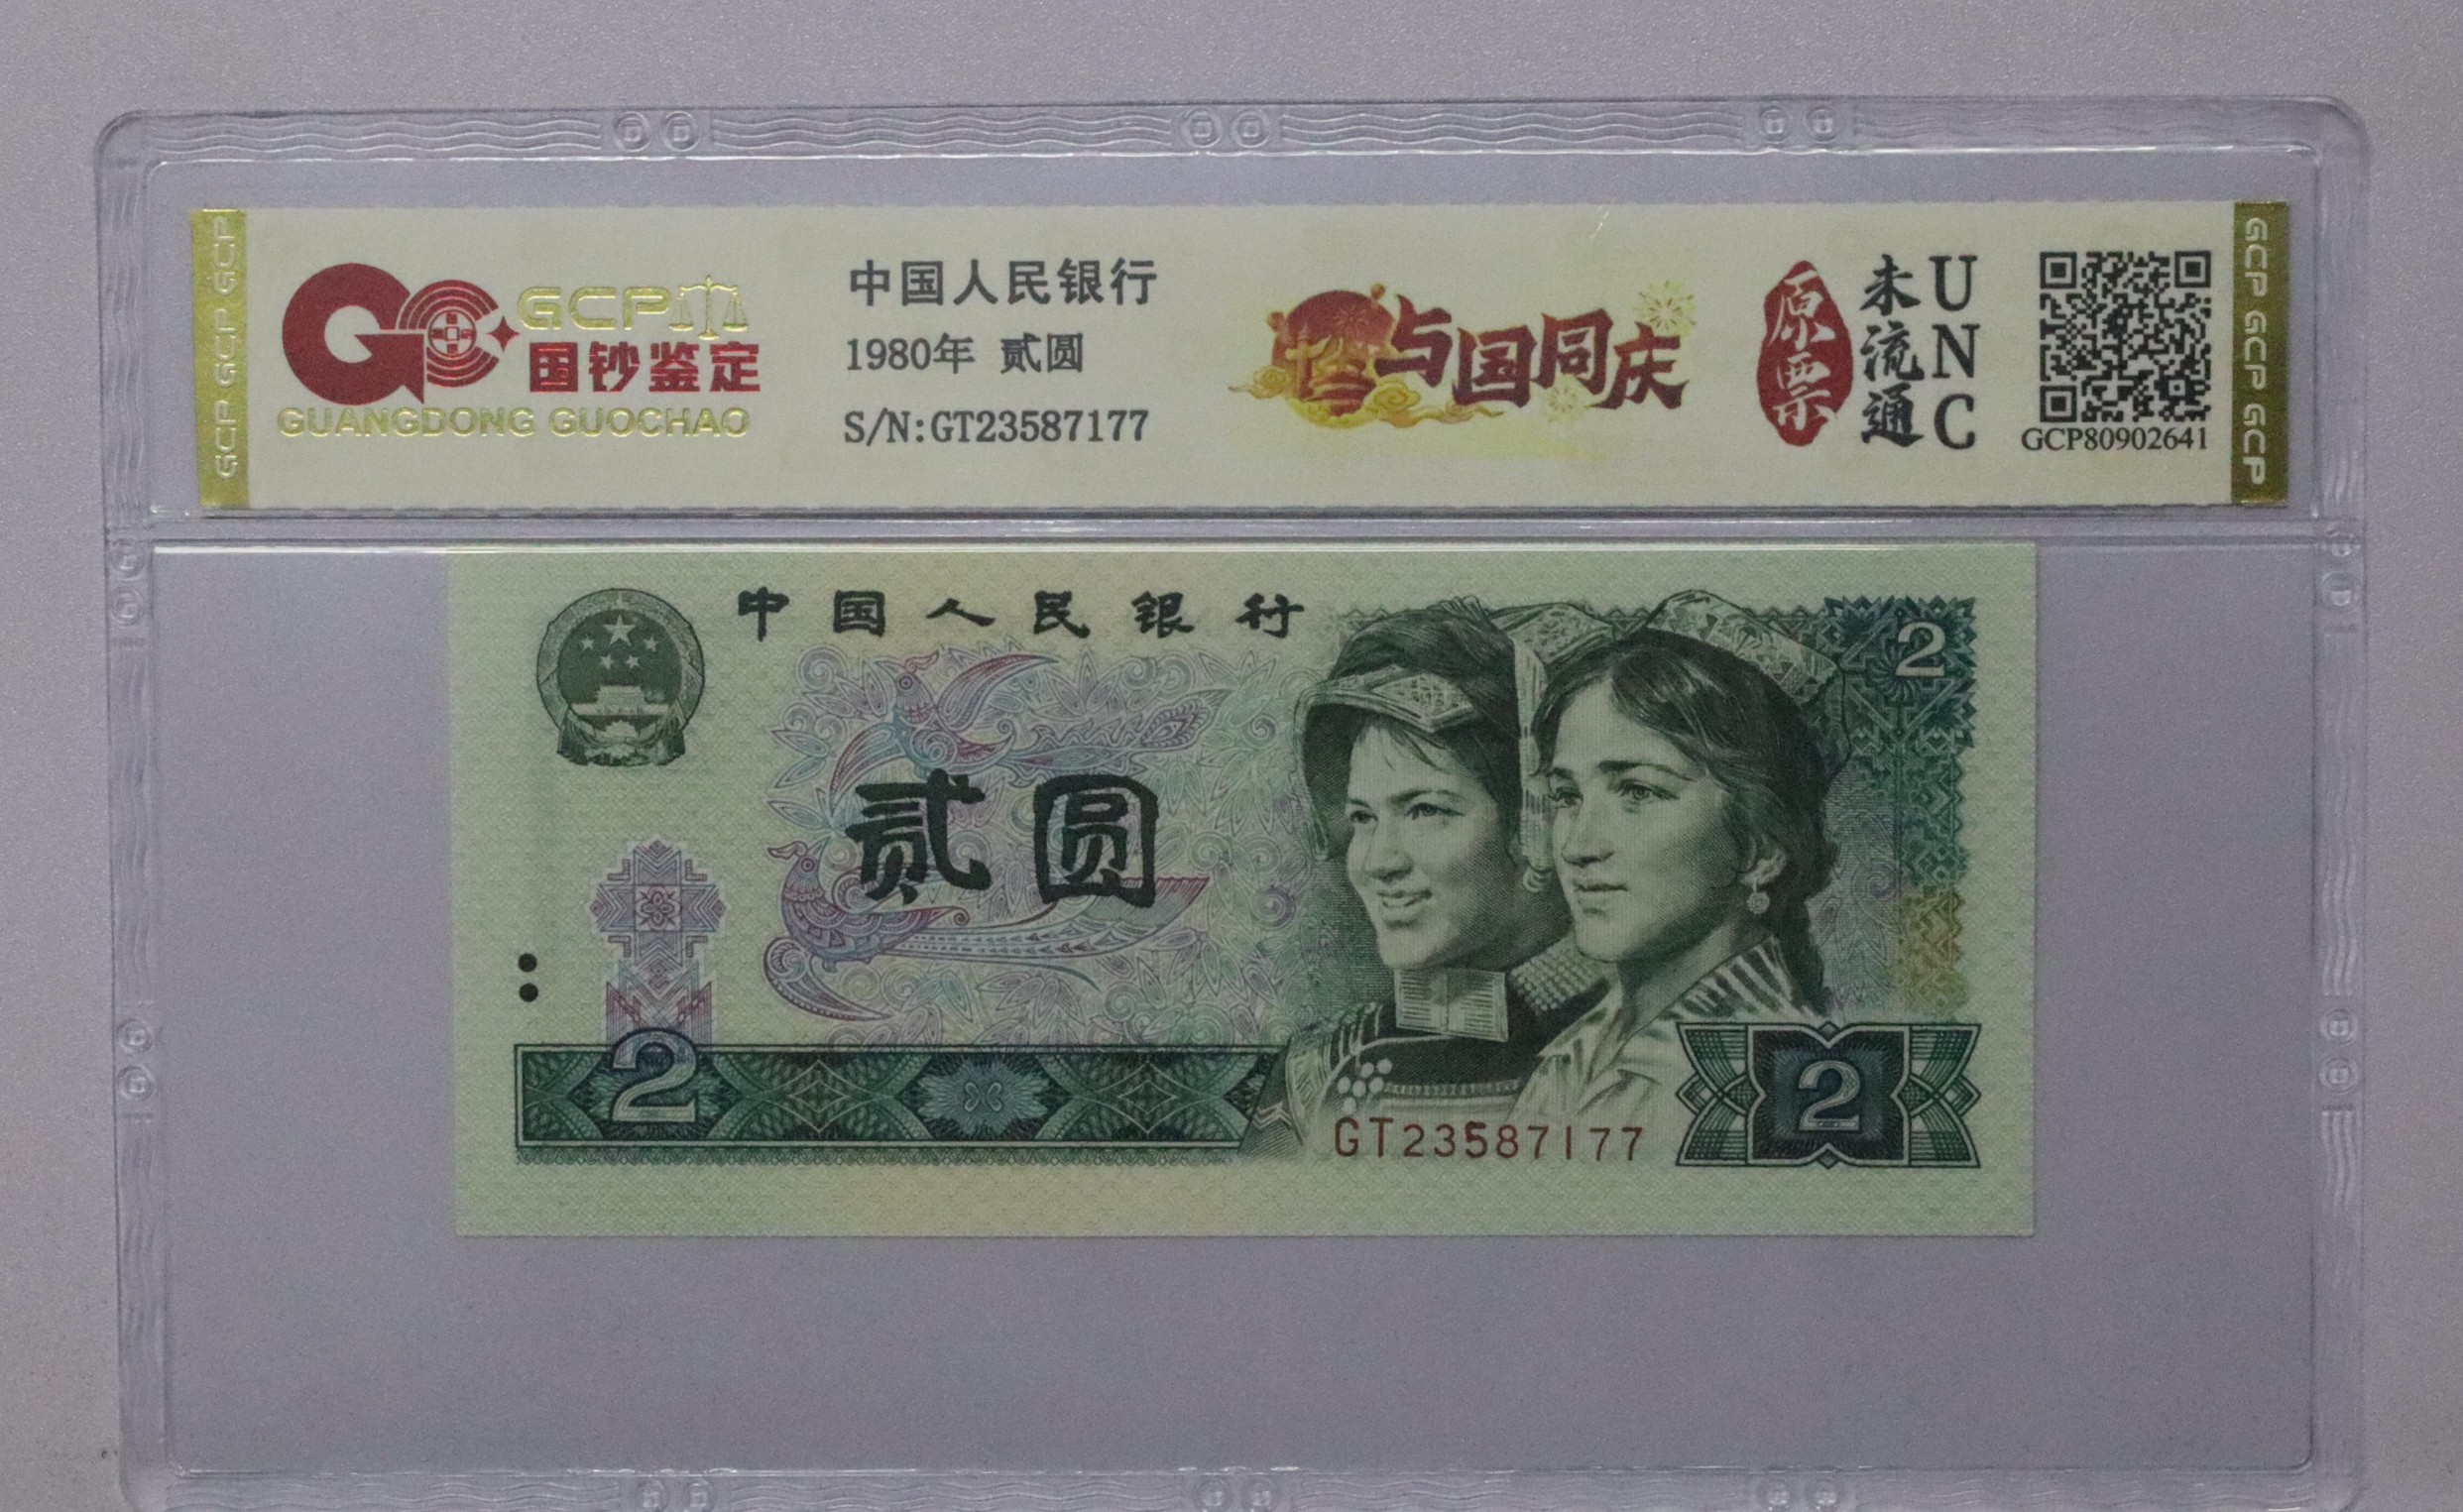 GCP GCP GCP
GCP
国钞鉴定
GUANGDONG GUOCHAO
中国人民银行
1980年 贰圆
S/N:GT23587177
与国同庆
原票
未流通
UNC
GCP80902641
GCP GCP GCP
中国人民银行
2
贰圆
2
GT23587177
2